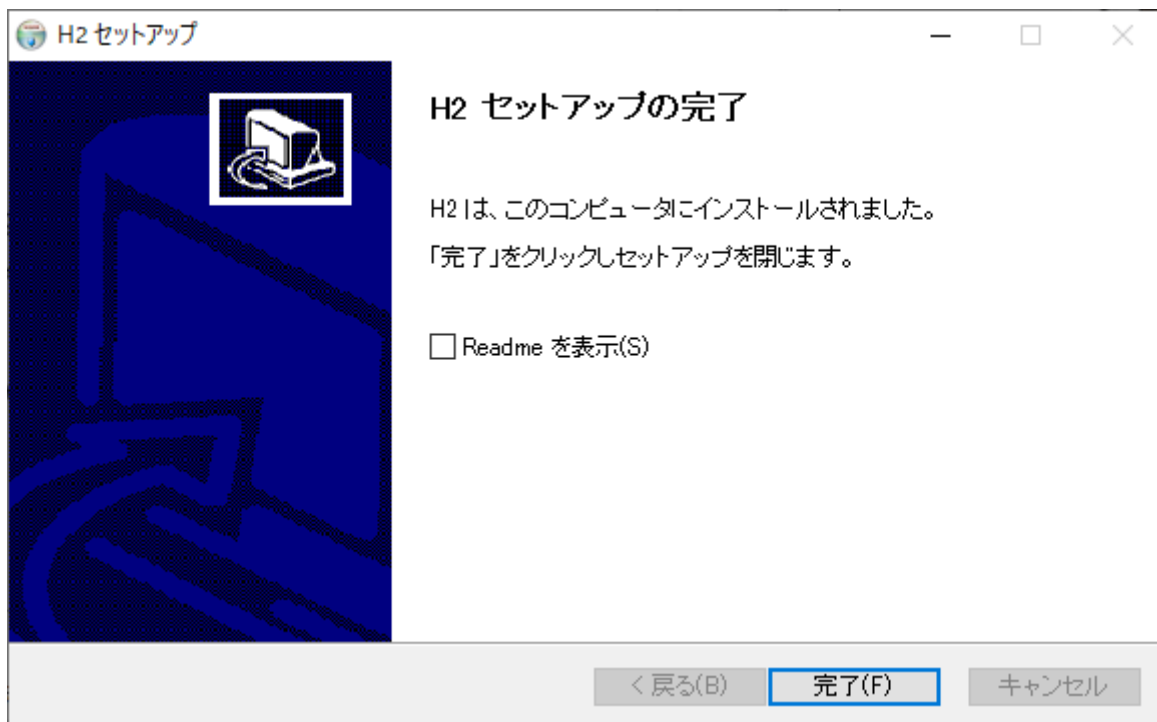 H2 セットアップ
H2 セットアップの完了
H2 は、このコンピュータにインストールされました。
「完了」をクリックしセットアップを閉じます。
Readme を表示(S)
< 戻る(B)
完了(F)
キャンセル